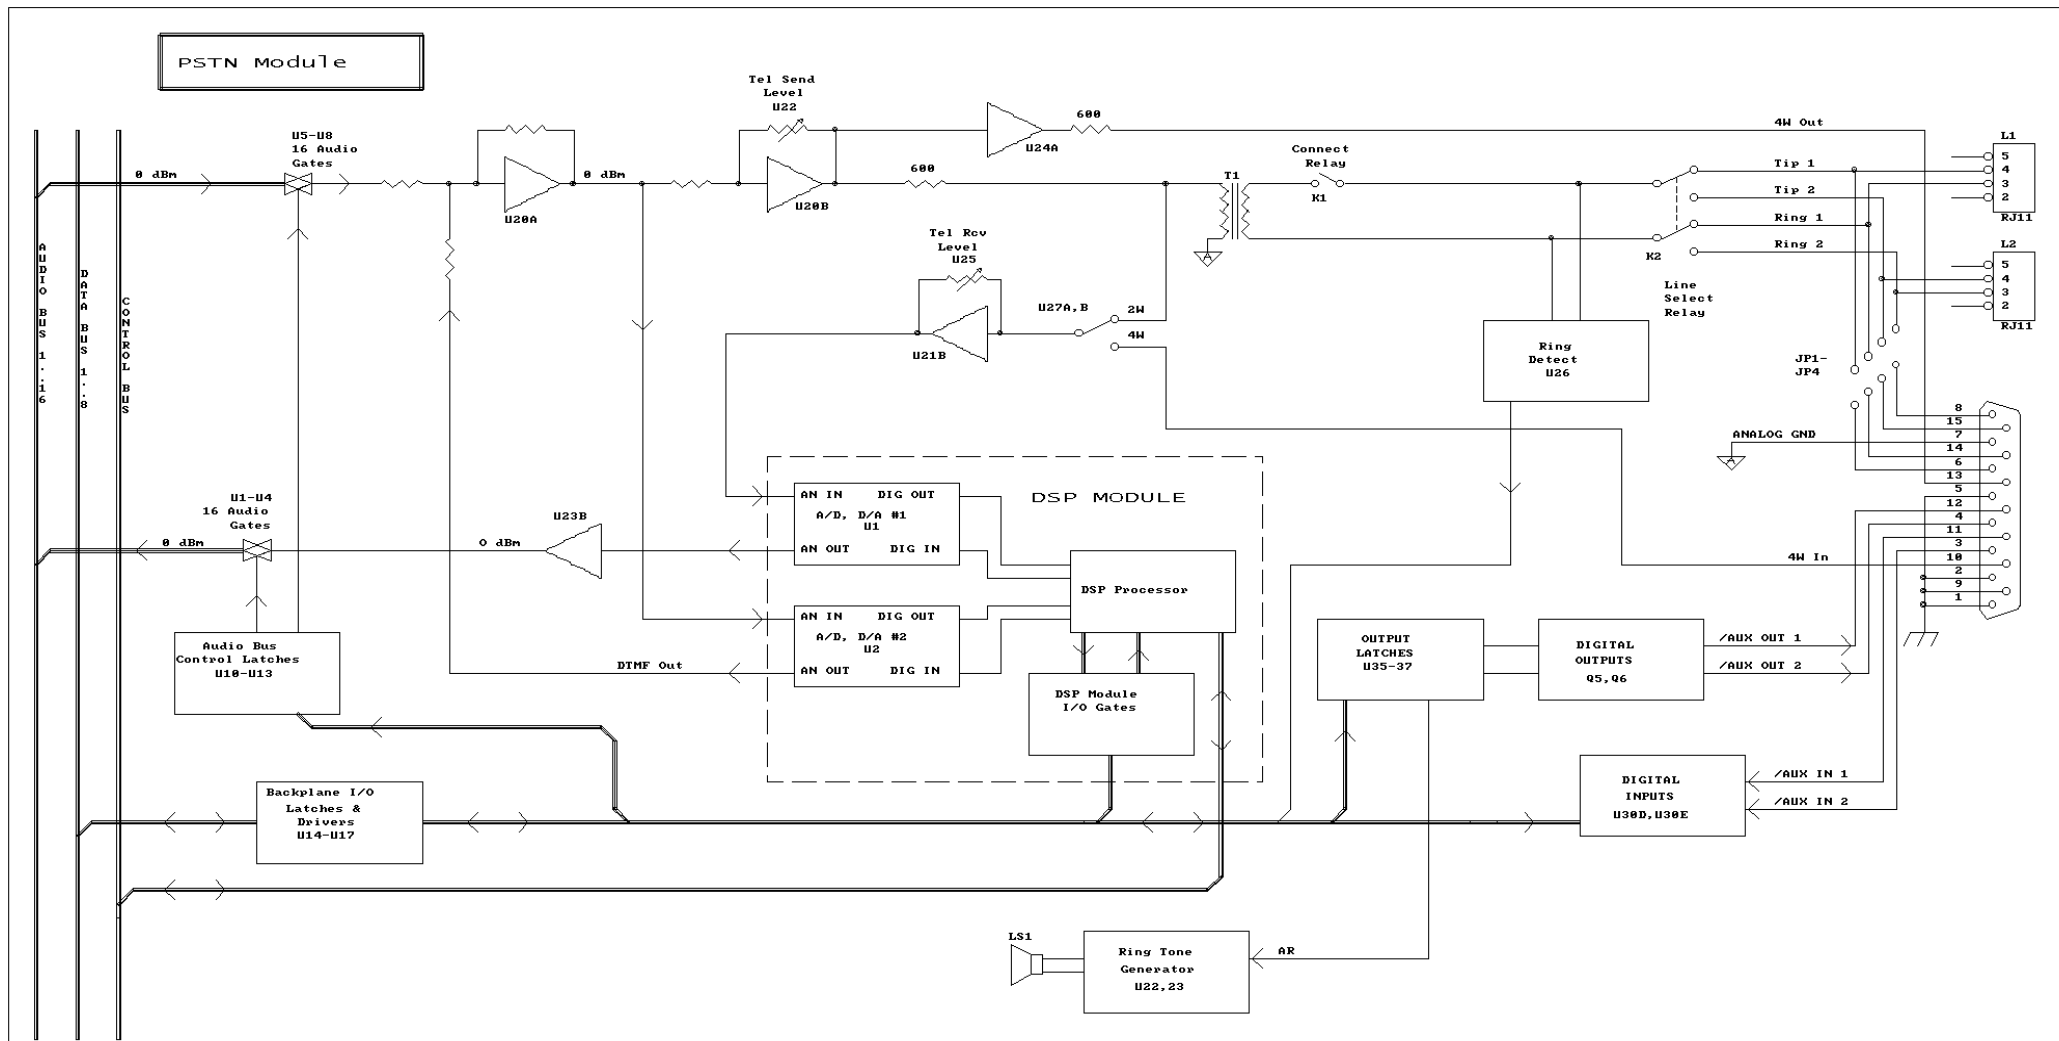 PSTN Module
Tel Send
Level
U22
U5-U8
16 Audio
Gates
0 dBm
U20A
0 dBm
U20B
600
U24A
600
4W Out
Connect
Relay
K1
T1
A
Tip 1
Tip 2
Ring 1
Ring 2
K2
Line
Select
Relay
L1
5
4
3
2
RJ11
L2
5
4
3
2
RJ11
Tel Rcv
Level
U25
U21B
U27A,B
2W
4W
Ring
Detect
U26
JP1-
JP4
AUDIO BUS 1..16
DATA BUS 1..8
CONTROL BUS
ANALOG GND
A
8
15
7
14
6
13
5
12
4
11
3
10
2
9
1
4W In
U1-U4
16 Audio
Gates
0 dBm
0 dBm
U23B
DSP MODULE
AN IN DIG OUT
A/D, D/A #1
U1
AN OUT DIG IN
DSP Processor
AN IN DIG OUT
A/D, D/A #2
U2
AN OUT DIG IN
DTMF Out
DSP Module
I/O Gates
Audio Bus
Control Latches
U10-U13
OUTPUT
LATCHES
U35-37
DIGITAL
OUTPUTS
Q5,Q6
/AUX OUT 1
/AUX OUT 2
DIGITAL
INPUTS
U30D,U30E
/AUX IN 1
/AUX IN 2
Backplane I/O
Latches &
Drivers
U14-U17
LS1
Ring Tone
Generator
U22,23
AR